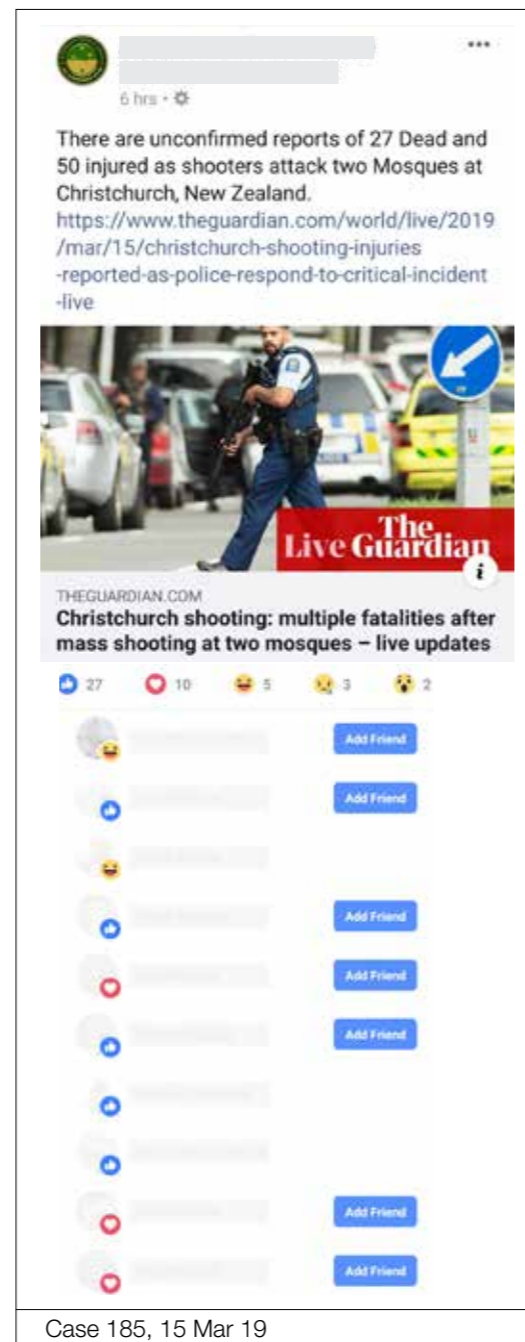 6 hrs
There are unconfirmed reports of 27 Dead and
50 injured as shooters attack two Mosques at
Christchurch, New Zealand.
https://www.theguardian.com/world/live/2019
/mar/15/christchurch-shooting-injuries
-reported-as-police-respond-to-critical-incident
-live
The
Live Guardian
i
THEGUARDIAN.COM
Christchurch shooting: multiple fatalities after
mass shooting at two mosques – live updates
27 10 5 3 2
Add Friend
Add Friend
Add Friend
Add Friend
Add Friend
Add Friend
Add Friend
Case 185, 15 Mar 19